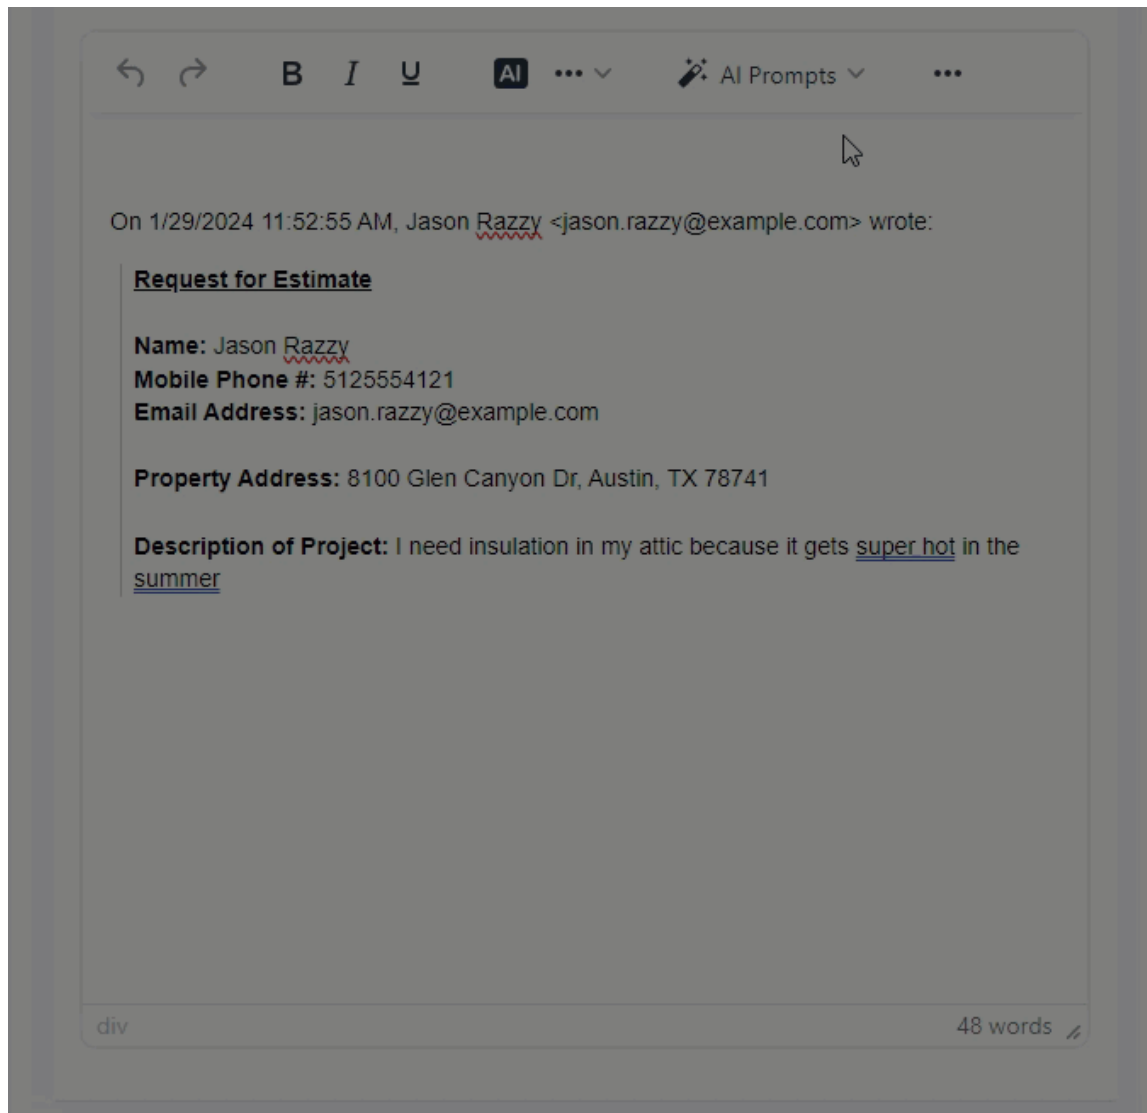 B I U AI ••• AI Prompts •••
On 1/29/2024 11:52:55 AM, Jason Razzy <jason.razzy@example.com> wrote:
Request for Estimate
Name: Jason Razzy
Mobile Phone #: 5125554121
Email Address: jason.razzy@example.com
Property Address: 8100 Glen Canyon Dr, Austin, TX 78741
Description of Project: I need insulation in my attic because it gets super hot in the
summer
div 48 words